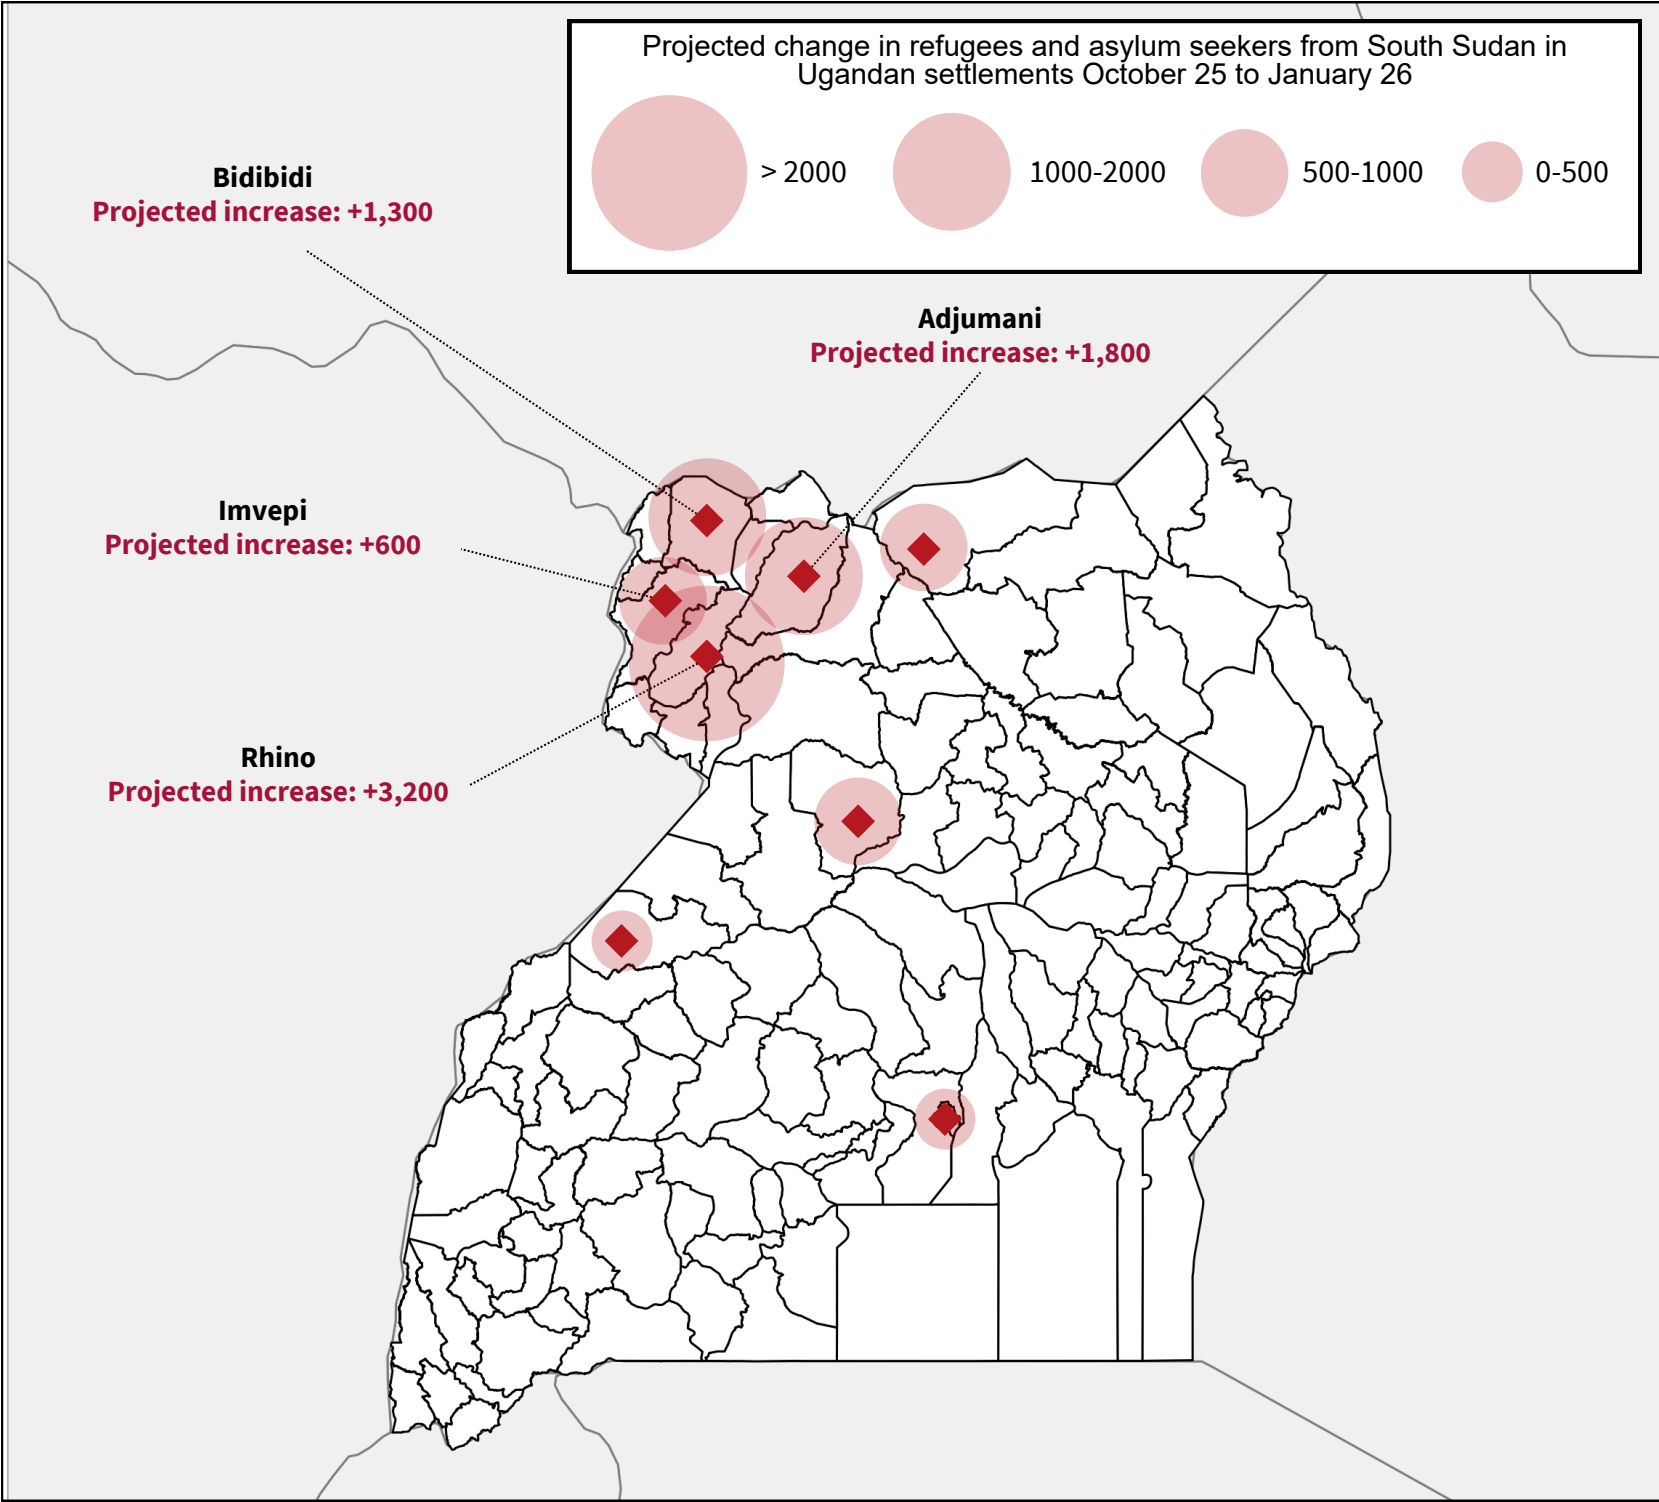 Projected change in refugees and asylum seekers from South Sudan in
Ugandan settlements October 25 to January 26
> 2000
1000-2000
500-1000
0-500
Bidibidi
Projected increase: +1,300
Adjumani
Projected increase: +1,800
Imvepi
Projected increase: +600
Rhino
Projected increase: +3,200